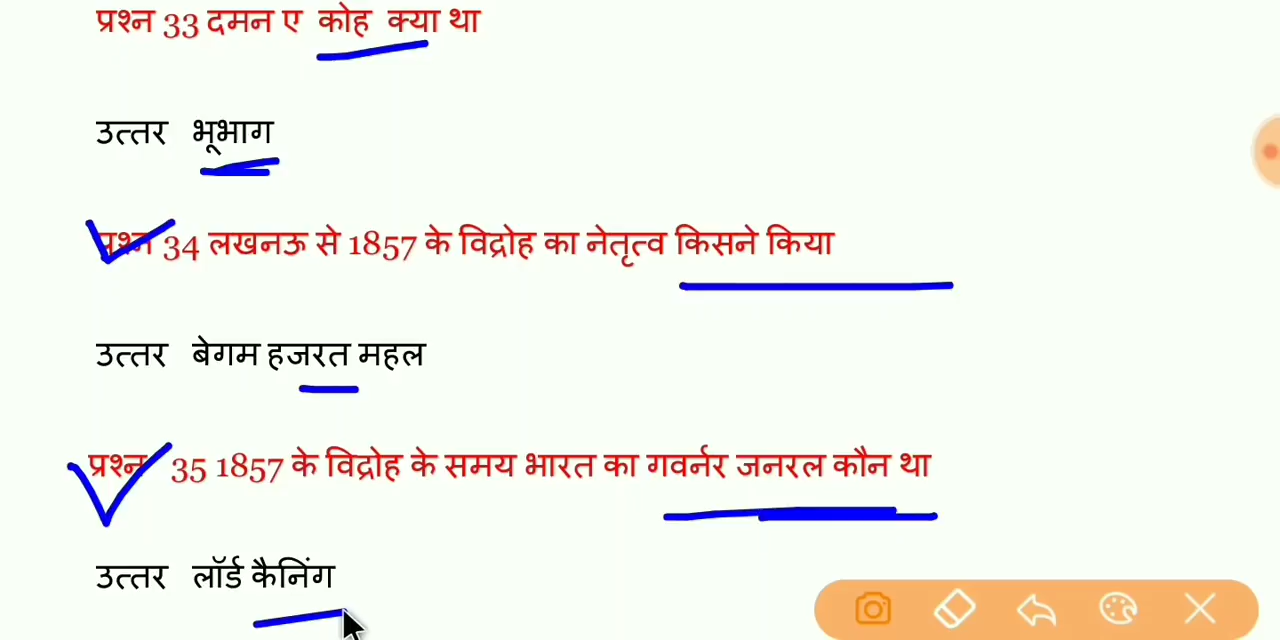 प्रश्न 33 दमन ए कोह क्या था
उत्तर भूभाग
प्रश्न 34 लखनऊ से 1857 के विद्रोह का नेतृत्व किसने किया
उत्तर बेगम हजरत महल
प्रश्न 35 1857 के विद्रोह के समय भारत का गवर्नर जनरल कौन था
उत्तर लॉर्ड कैनिंग